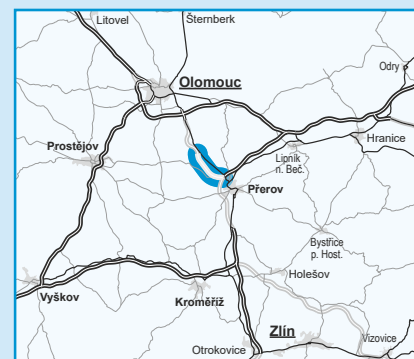 Litovel
Šternberk
Odry
Olomouc
Hranice
Prostějov
Lipník
n. Beč.
Přerov
Bystřice
p. Host.
Holešov
Vyškov
Kroměříž
Zlín
Vizovice
Otrokovice